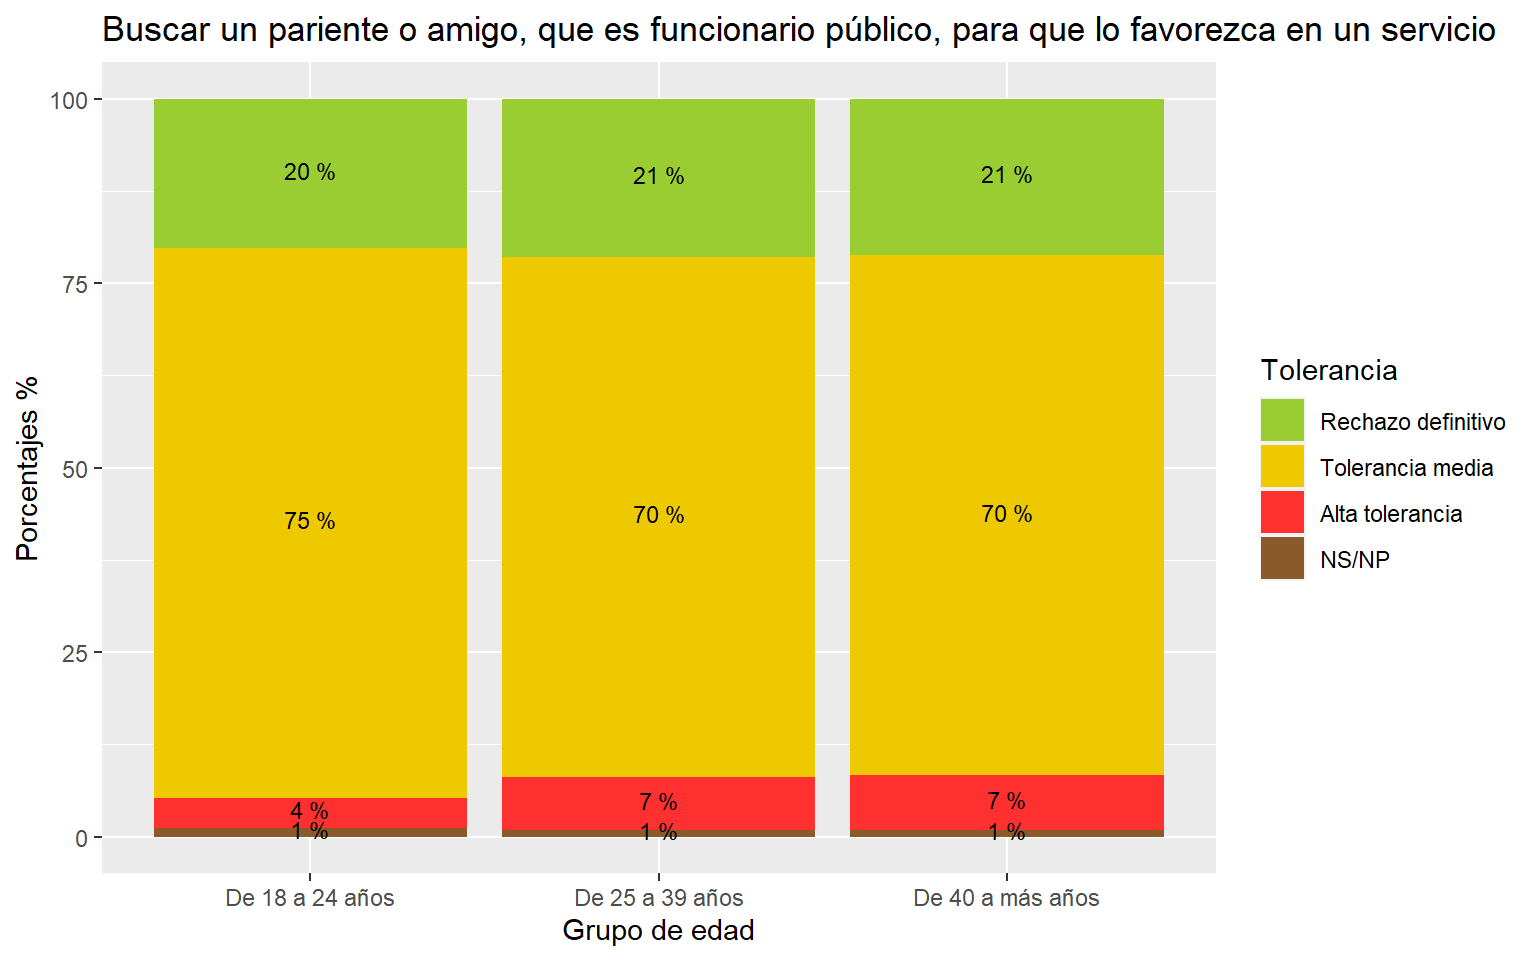 Buscar un pariente o amigo, que es funcionario público, para que lo favorezca en un servicio
Porcentajes %
100
75
50
25
0
20 %
21 %
21 %
75 %
70 %
70 %
4 %
7 %
7 %
1 %
1 %
1 %
De 18 a 24 años
De 25 a 39 años
De 40 a más años
Grupo de edad
Tolerancia
Rechazo definitivo
Tolerancia media
Alta tolerancia
NS/NP